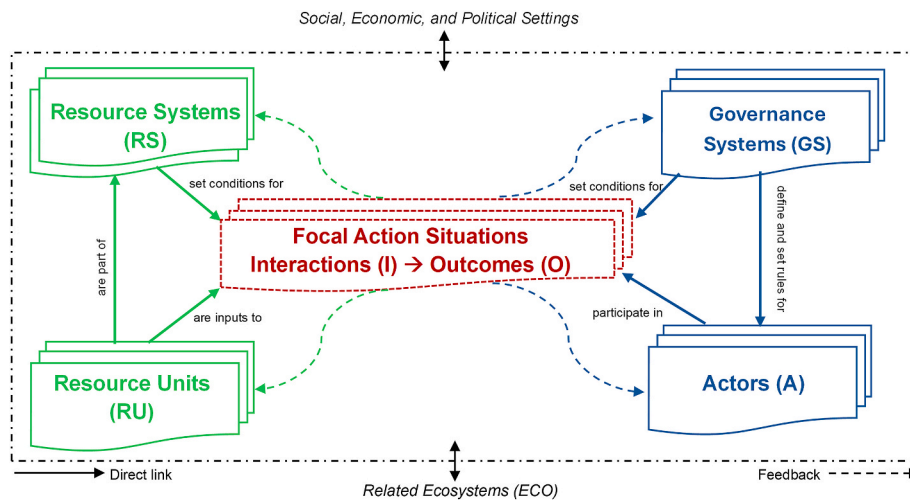 Social, Economic, and Political Settings
Resource Systems
(RS)
Governance
Systems (GS)
set conditions for
set conditions for
are part of
define and set rules for
Focal Action Situations
Interactions (I) → Outcomes (O)
are inputs to
participate in
Resource Units
(RU)
Actors (A)
Direct link
Feedback
Related Ecosystems (ECO)